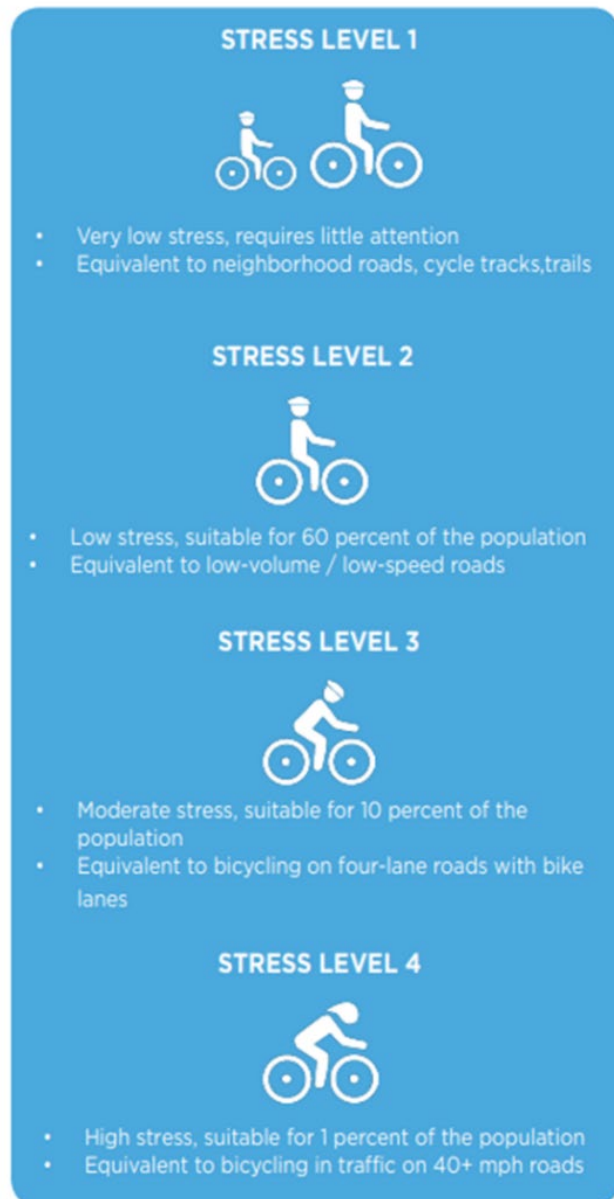 STRESS LEVEL 1
• Very low stress, requires little attention
• Equivalent to neighborhood roads, cycle tracks,trails
STRESS LEVEL 2
• Low stress, suitable for 60 percent of the population
• Equivalent to low-volume / low-speed roads
STRESS LEVEL 3
• Moderate stress, suitable for 10 percent of the
population
• Equivalent to bicycling on four-lane roads with bike
lanes
STRESS LEVEL 4
• High stress, suitable for 1 percent of the population
• Equivalent to bicycling in traffic on 40+ mph roads